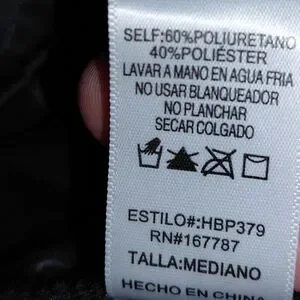 SELF:60%POLIURETANO
40%POLIÉSTER
LAVAR A MANO EN AGUA FRIA
NO USAR BLANQUEADOR
NO PLANCHAR
SECAR COLGADO
ESTILO#:HBP379
RN#167787
TALLA:MEDIANO
HECHO EN CHINA